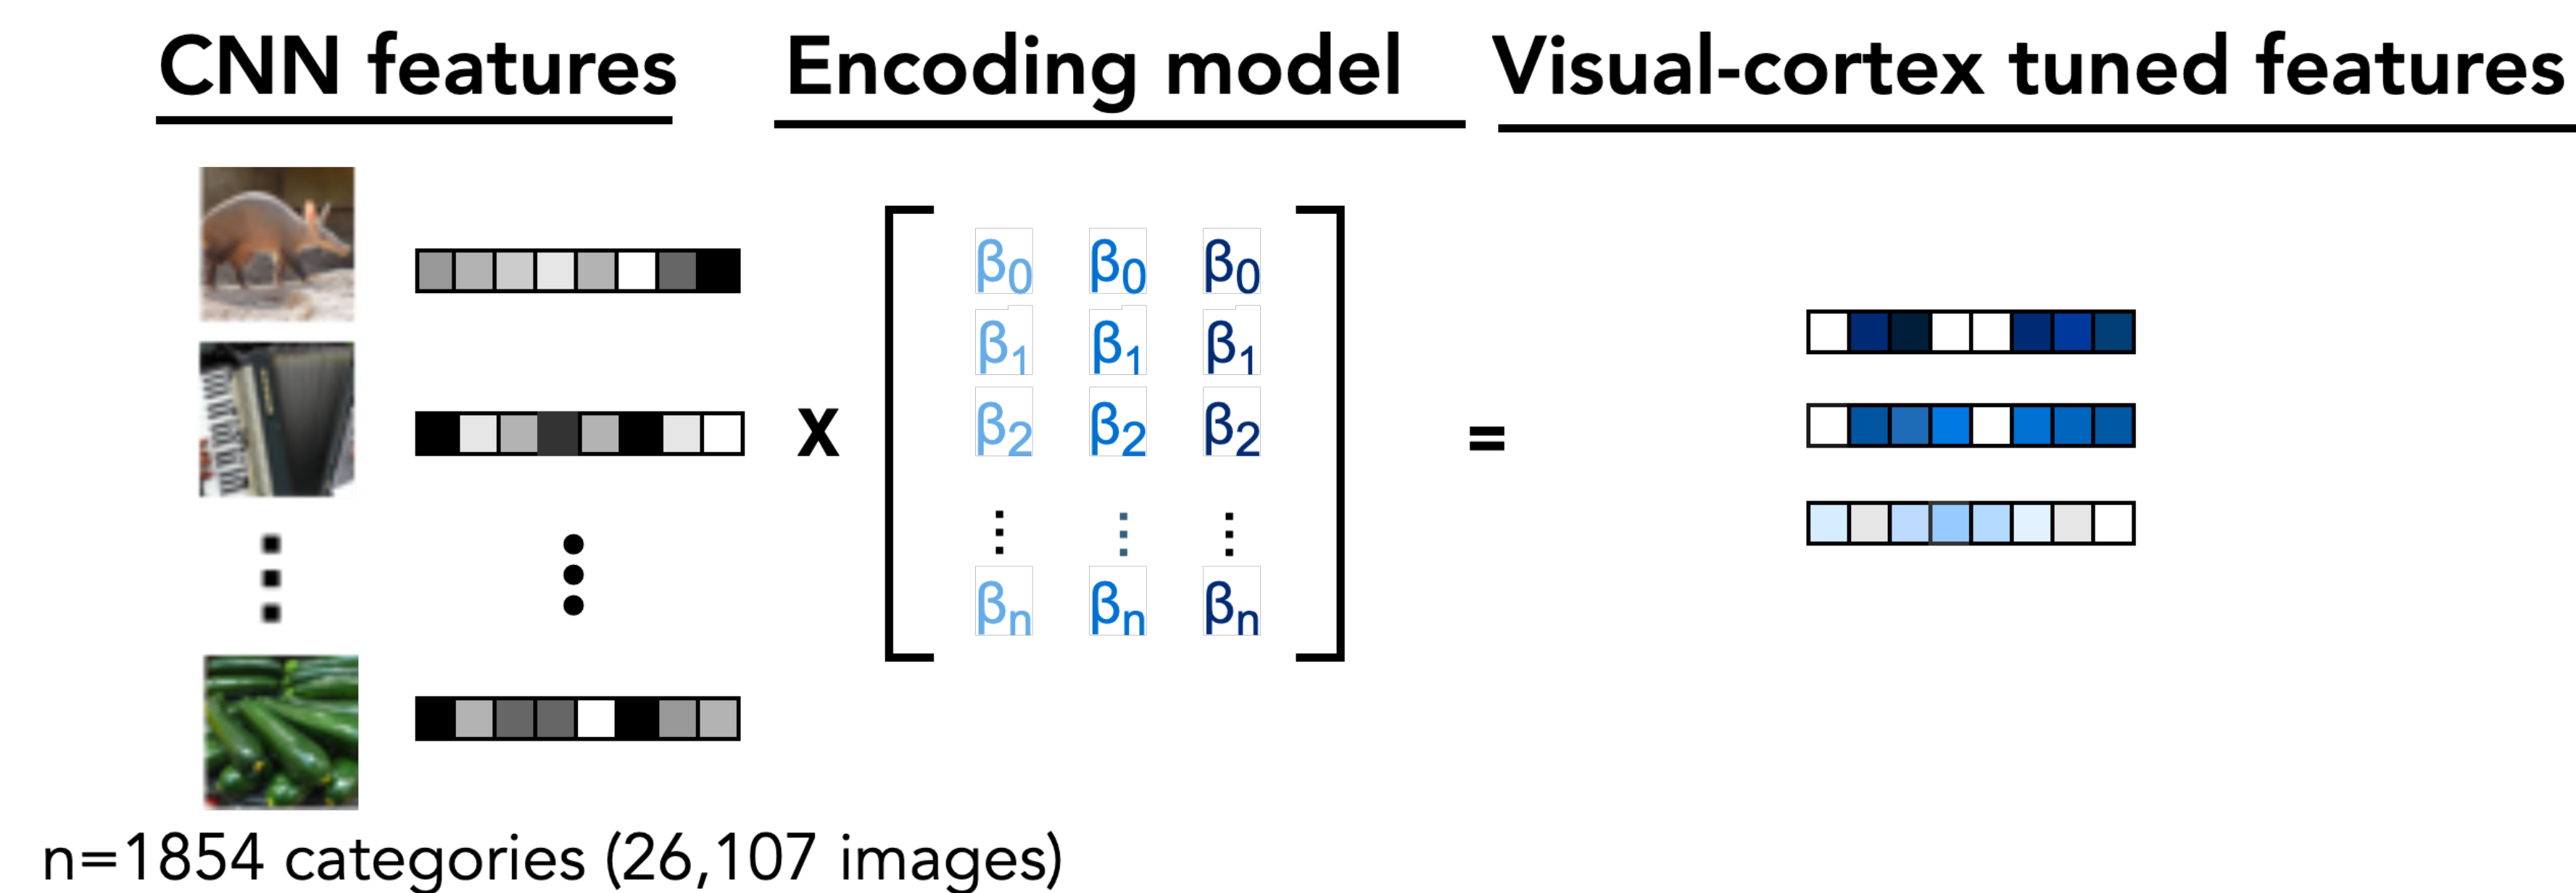 CNN features Encoding model Visual-cortex tuned features
β0 β0 β0
β1 β1 β1
X β2 β2 β2 =
βn βn βn
n=1854 categories (26,107 images)